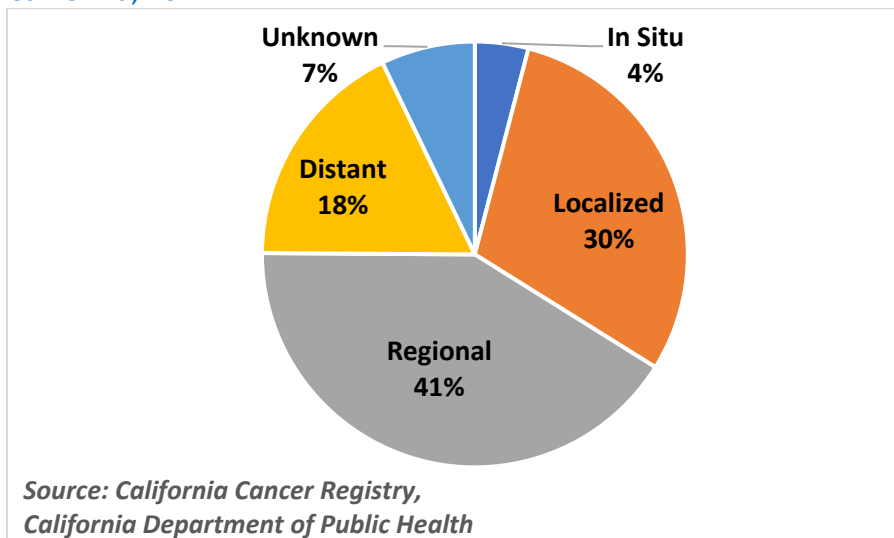 Unknown
7%
In Situ
4%
Distant
18%
Localized
30%
Regional
41%
Source: California Cancer Registry,
California Department of Public Health